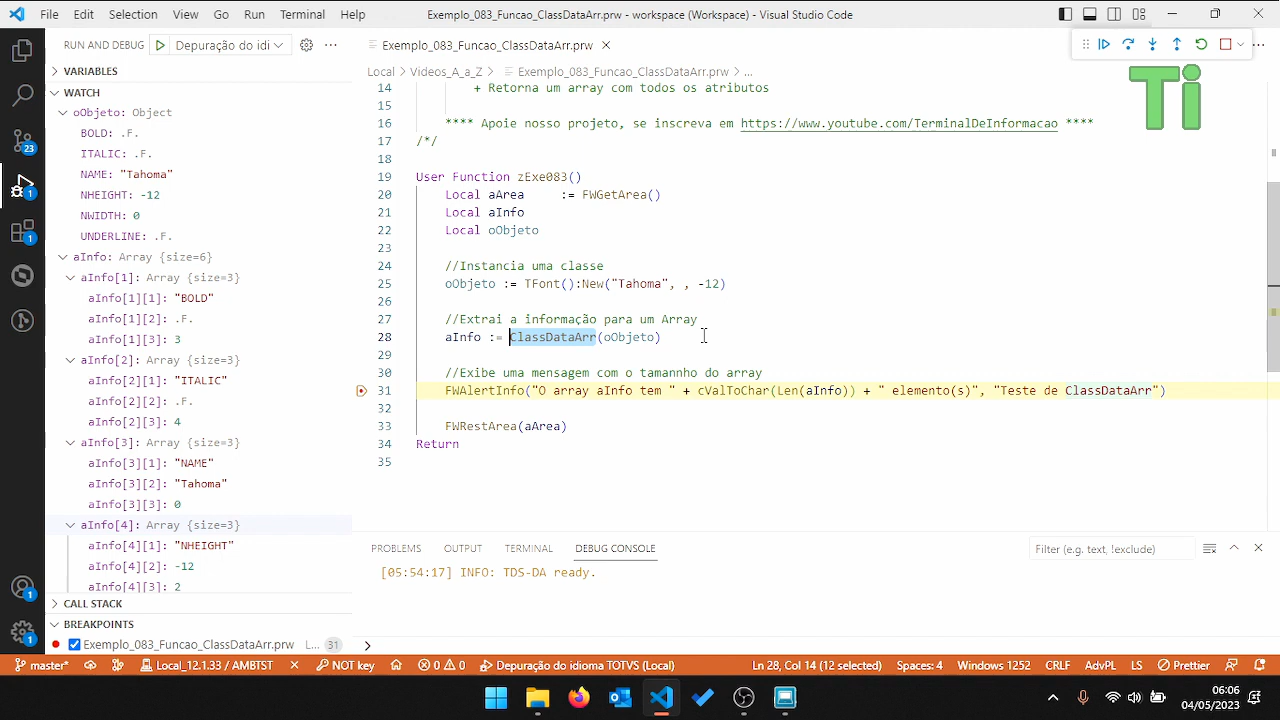 File Edit Selection View Go Run Terminal Help Exemplo_083_Funcao_ClassDataArr.prw - workspace (Workspace) - Visual Studio Code
RUN AND DEBUG Depuração do idi
Exemplo_083_Funcao_ClassDataArr.prw
Local > Videos_A_a_Z > Exemplo_083_Funcao_ClassDataArr.prw > ...
Ti
VARIABLES
WATCH
oObjeto: Object
BOLD: .F.
ITALIC: .F.
NAME: "Tahoma"
NHEIGHT: -12
NWIDTH: 0
UNDERLINE: .F.
aInfo: Array {size=6}
aInfo[1]: Array {size=3}
aInfo[1][1]: "BOLD"
aInfo[1][2]: .F.
aInfo[1][3]: 3
aInfo[2]: Array {size=3}
aInfo[2][1]: "ITALIC"
aInfo[2][2]: .F.
aInfo[2][3]: 4
aInfo[3]: Array {size=3}
aInfo[3][1]: "NAME"
aInfo[3][2]: "Tahoma"
aInfo[3][3]: 0
aInfo[4]: Array {size=3}
aInfo[4][1]: "NHEIGHT"
aInfo[4][2]: -12
aInfo[4][3]: 2
CALL STACK
BREAKPOINTS
Exemplo_083_Funcao_ClassDataArr.prw L... 31
23
1
1
1
1
14 + Retorna um array com todos os atributos
15
16 **** Apoie nosso projeto, se inscreva em https://www.youtube.com/TerminalDeInformacao ****
17 /*/
18
19 User Function zExe083()
20 Local aArea := FWGetArea()
21 Local aInfo
22 Local oObjeto
23
24 //Instancia uma classe
25 oObjeto := TFont():New("Tahoma", , -12)
26
27 //Extrai a informação para um Array
28 aInfo := ClassDataArr(oObjeto)
29
30 //Exibe uma mensagem com o tamannho do array
31 FWAlertInfo("O array aInfo tem " + cValToChar(Len(aInfo)) + " elemento(s)", "Teste de ClassDataArr")
32
33 FWRestArea(aArea)
34 Return
35
PROBLEMS OUTPUT TERMINAL DEBUG CONSOLE Filter (e.g. text, !exclude)
[05:54:17] INFO: TDS-DA ready.
master* Local_12.1.33 / AMBTST NOT key 0 0 Depuração do idioma TOTVS (Local) Ln 28, Col 14 (12 selected) Spaces: 4 Windows 1252 CRLF AdvPL LS Prettier
06:06
04/05/2023